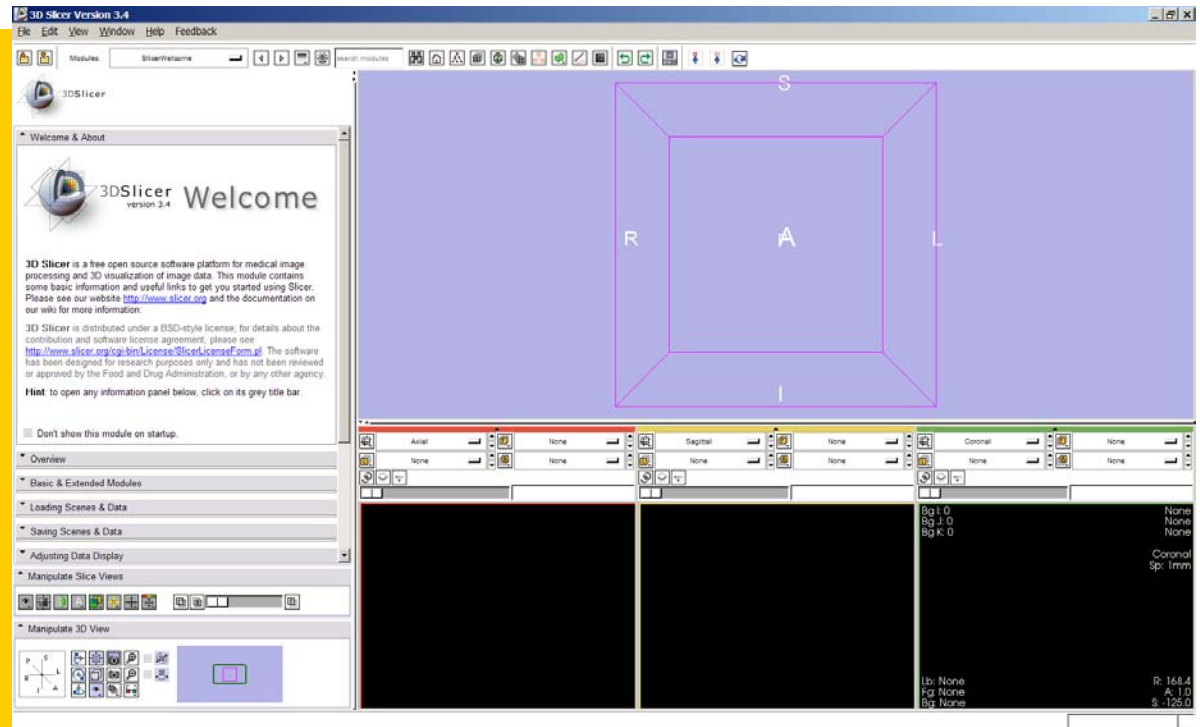 3D Slicer Version 3.4
File Edit View Window Help Feedback
Modules: SlicerWelcome search modules
3DSlicer
Welcome & About
3DSlicer
version 3.4
Welcome
3D Slicer is a free open source software platform for medical image
processing and 3D visualization of image data. This module contains
some basic information and useful links to get you started using Slicer.
Please see our website http://www.slicer.org and the documentation on
our wiki for more information:
3D Slicer is distributed under a BSD-style license; for details about the
contribution and software license agreement, please see
http://www.slicer.org/cgi-bin/License/SlicerLicenseForm.pl. The software
has been designed for research purposes only and has not been reviewed
or approved by the Food and Drug Administration, or by any other agency.
Hint: to open any information panel below, click on its grey title bar.
Don't show this module on startup.
Overview
Basic & Extended Modules
Loading Scenes & Data
Saving Scenes & Data
Adjusting Data Display
Manipulate Slice Views
Manipulate 3D View
P S
R L
I A
S
R A L
I
Axial None
None None
Sagittal None
None None
Coronal None
None None
Bg I: 0 None
Bg J: 0 None
Bg K: 0 None
Coronal
Sp: 1mm
Lb: None R: 168.4
Fg: None A: 1.0
Bg: None S: -125.0